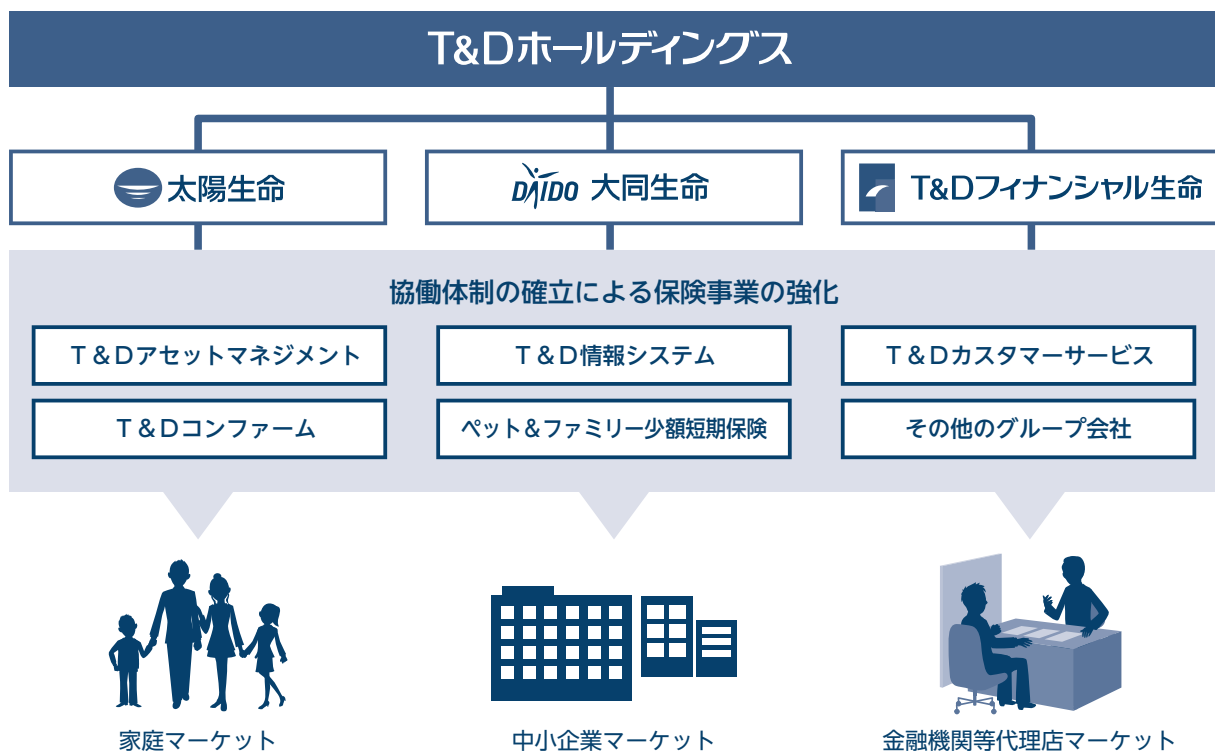 T&Dホールディングス
太陽生命
DAIDO 大同生命
T&Dフィナンシャル生命
協働体制の確立による保険事業の強化
T&Dアセットマネジメント
T&D情報システム
T&Dカスタマーサービス
T&Dコンファーム
ペット&ファミリー少額短期保険
その他のグループ会社
家庭マーケット
中小企業マーケット
金融機関等代理店マーケット